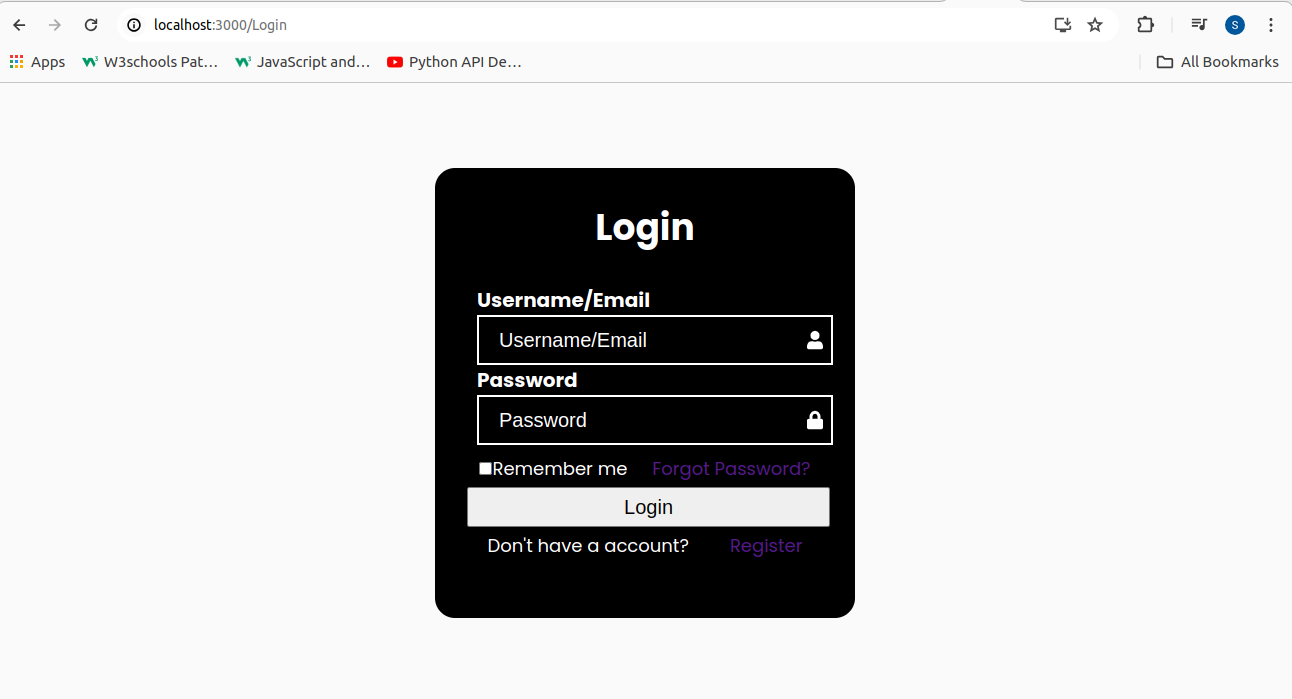 localhost:3000/Login
S
Apps W3schools Pat... JavaScript and... Python API De... All Bookmarks
Login
Username/Email
Username/Email
Password
Password
Remember me Forgot Password?
Login
Don't have a account? Register